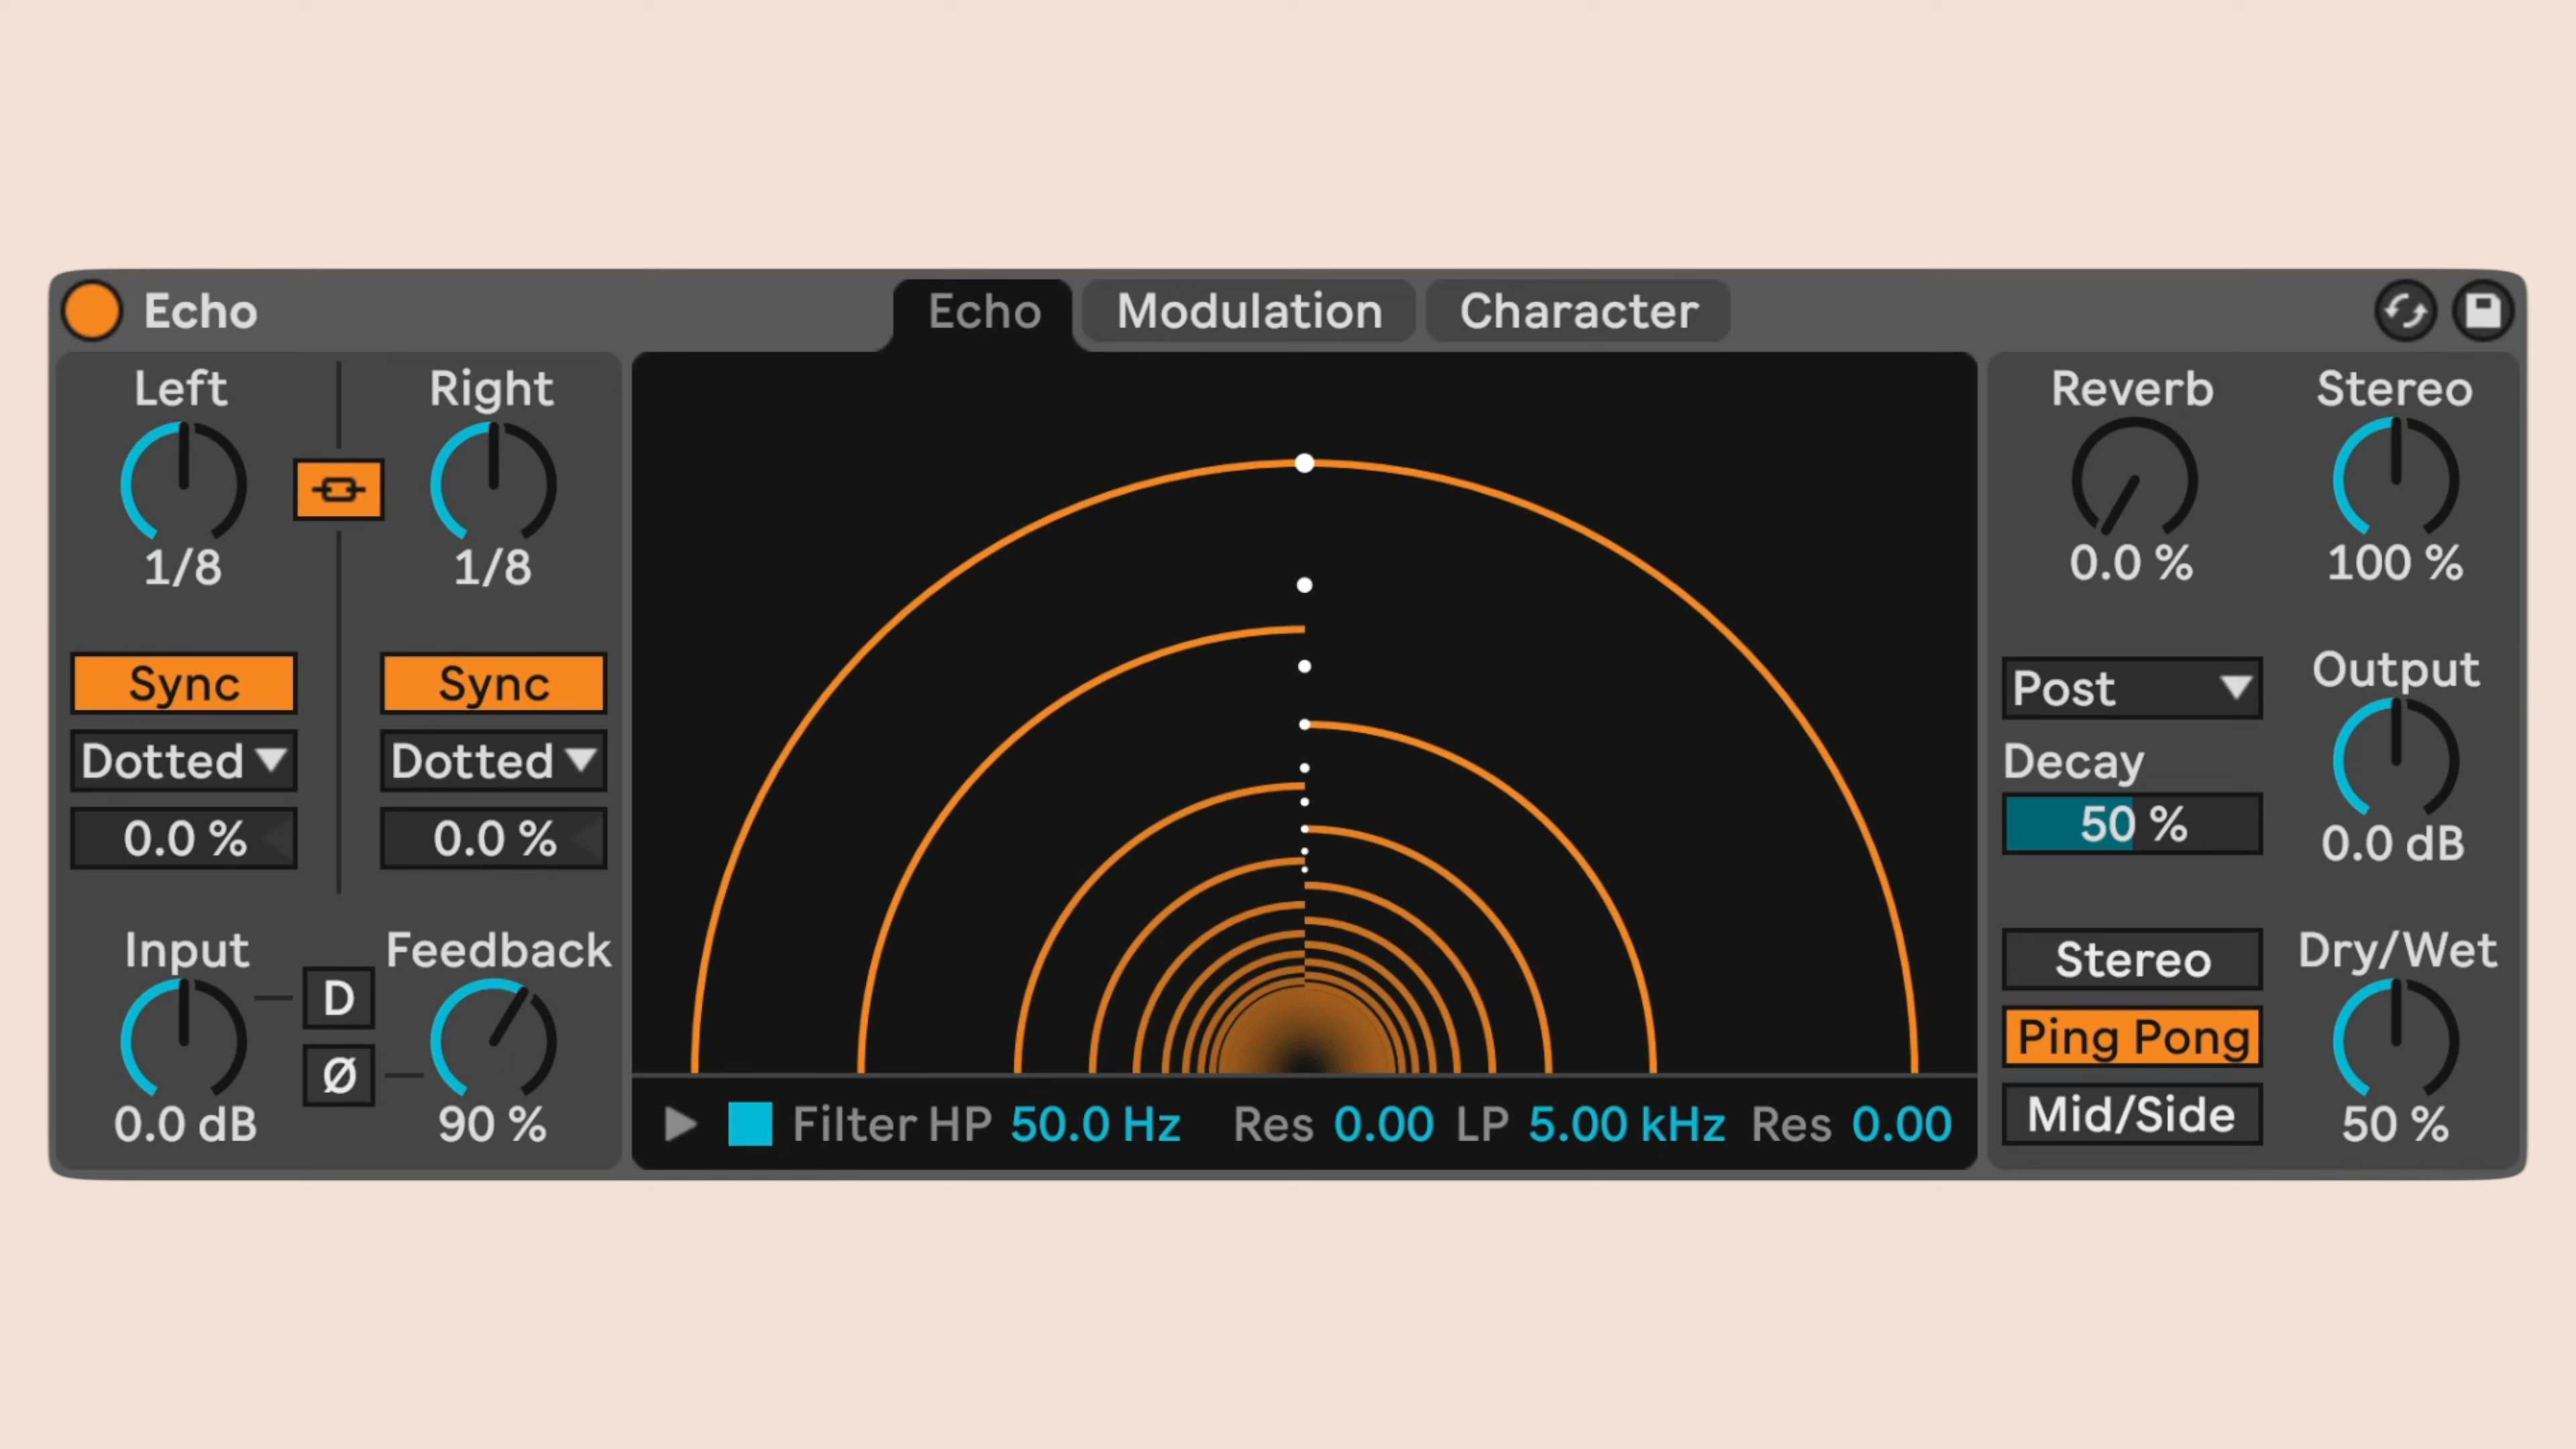 Echo
Echo Modulation Character
Left Right
1/8 1/8
Sync Sync
Dotted Dotted
0.0 % 0.0 %
Input Feedback
D
Ø
0.0 dB 90 %
Filter HP 50.0 Hz Res 0.00 LP 5.00 kHz Res 0.00
Reverb Stereo
0.0 % 100 %
Post Output
Decay
50 % 0.0 dB
Stereo Dry/Wet
Ping Pong
Mid/Side 50 %